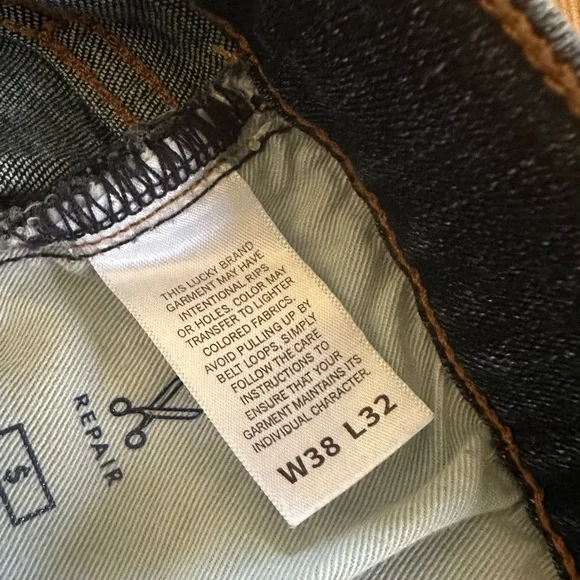 THIS LUCKY BRAND
GARMENT MAY HAVE
INTENTIONAL RIPS
OR HOLES. COLOR MAY
TRANSFER TO LIGHTER
COLORED FABRICS.
AVOID PULLING UP BY
BELT LOOPS, SIMPLY
FOLLOW THE CARE
INSTRUCTIONS TO
ENSURE THAT YOUR
GARMENT MAINTAINS ITS
INDIVIDUAL CHARACTER.
W38 L32
REPAIR